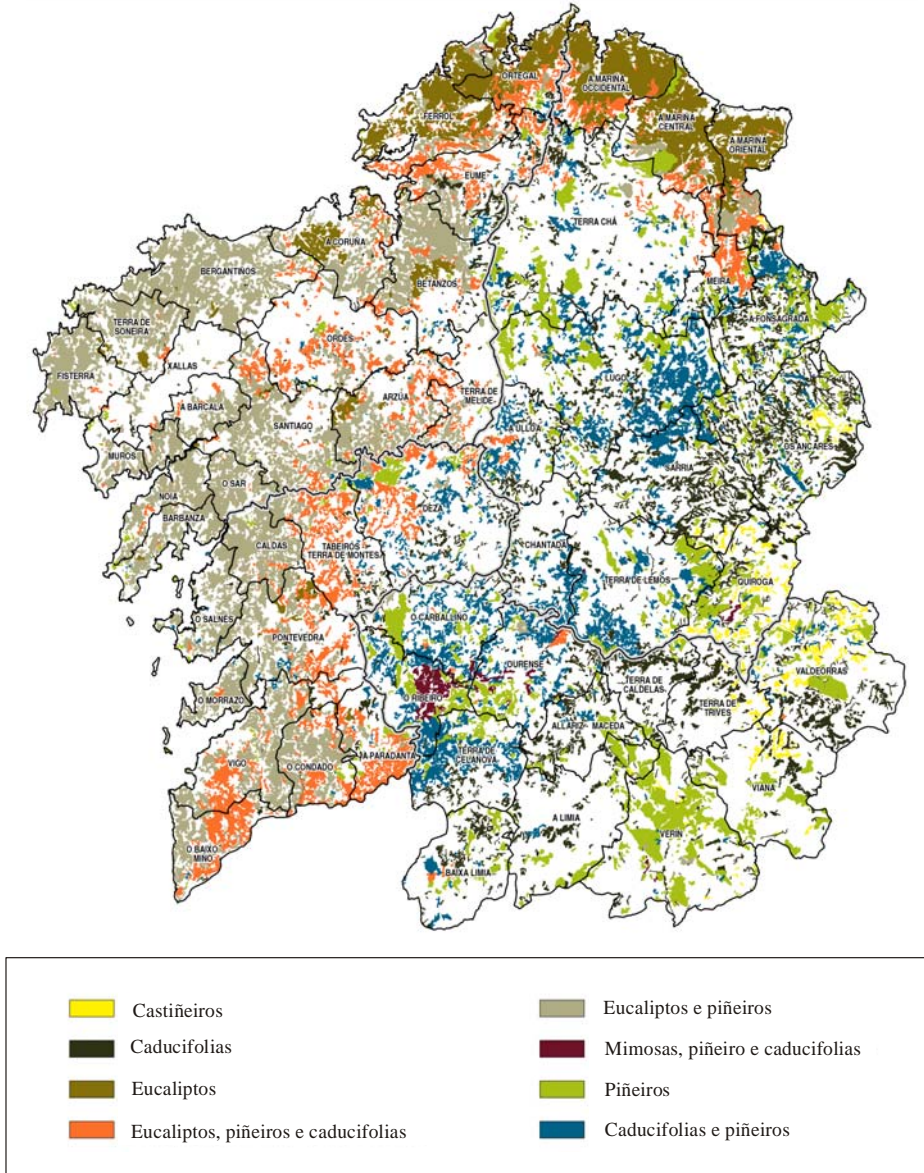 ORTEGAL
A MARIÑA
OCCIDENTAL
FERROL
A MARIÑA
CENTRAL
A MARIÑA
ORIENTAL
EUME
TERRA CHÁ
A CORUÑA
BERGANTIÑOS
BETANZOS
MEIRA
A FONSAGRADA
TERRA DE
SONEIRA
ORDES
XALLAS
FISTERRA
LUGO
ARZÚA
TERRA DE
MELIDE
A BARCALA
SANTIAGO
A ULLOA
OS ANCARES
MUROS
O SAR
SARRIA
NOIA
BARBANZA
DEZA
CALDAS
TABEIROS
TERRA DE MONTES
CHANTADA
TERRA DE LEMOS
QUIROGA
O SALNÉS
O CARBALLIÑO
PONTEVEDRA
OURENSE
VALDEORRAS
O MORRAZO
O RIBEIRO
TERRA DE
CALDELAS
TERRA DE
TRIVES
ALLARIZ - MACEDA
VIGO
O CONDADO
A PARADANTA
TERRA DE
CELANOVA
VIANA
A LIMIA
VERÍN
O BAIXO
MIÑO
BAIXA LIMIA
Castiñeiros
Caducifolias
Eucaliptos
Eucaliptos, piñeiros e caducifolias
Eucaliptos e piñeiros
Mimosas, piñeiro e caducifolias
Piñeiros
Caducifolias e piñeiros